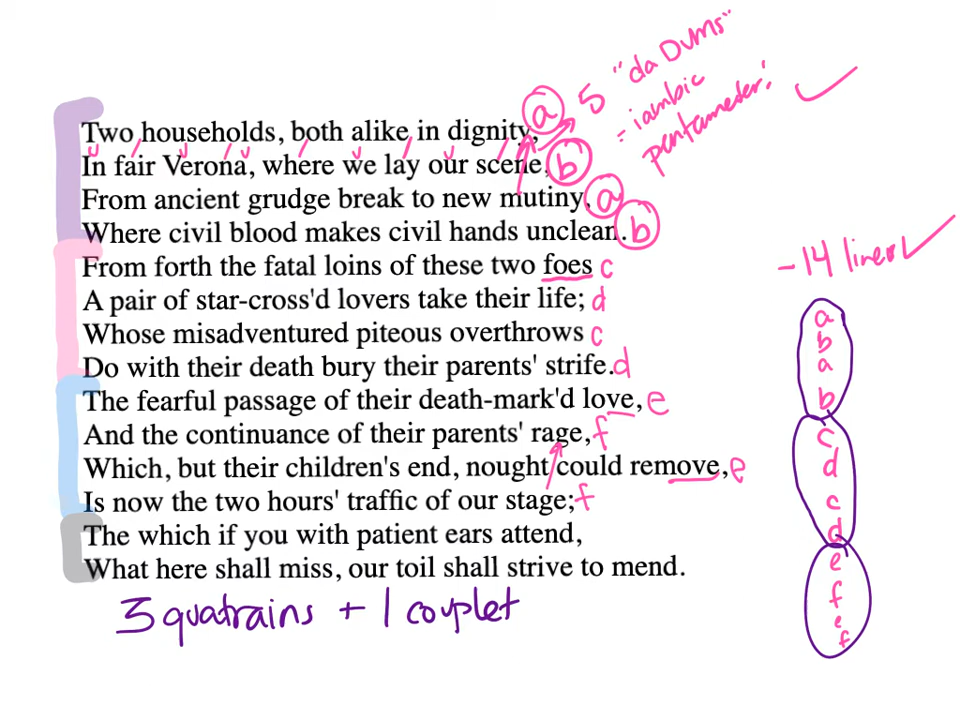 Two households, both alike in dignity, a
In fair Verona, where we lay our scene, b
From ancient grudge break to new mutiny, a
Where civil blood makes civil hands unclean. b
From forth the fatal loins of these two foes c
A pair of star-cross'd lovers take their life; d
Whose misadventured piteous overthrows c
Do with their death bury their parents' strife. d
The fearful passage of their death-mark'd love, e
And the continuance of their parents' rage, f
Which, but their children's end, nought could remove, e
Is now the two hours' traffic of our stage; f
The which if you with patient ears attend,
What here shall miss, our toil shall strive to mend.
3 quatrains + 1 couplet
5 "da DUMS"
= iambic
pentameter!
- 14 lines
a
b
a
b
c
d
c
d
e
f
e
f